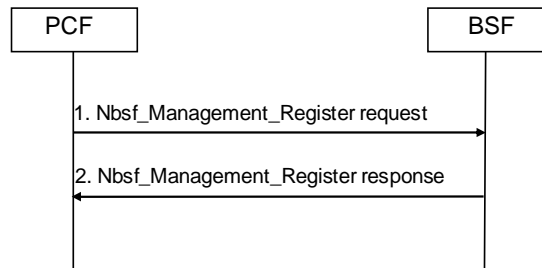 PCF
BSF
1. Nbsf_Management_Register request
2. Nbsf_Management_Register response